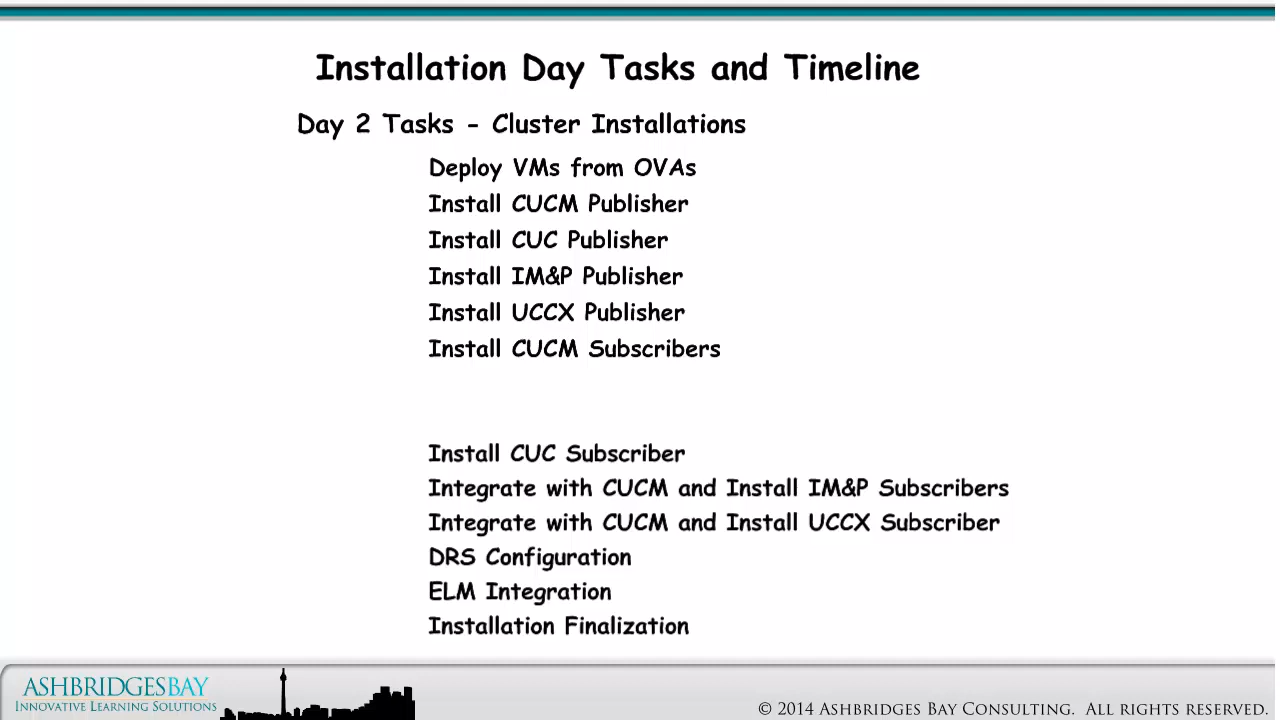 Installation Day Tasks and Timeline
Day 2 Tasks - Cluster Installations
Deploy VMs from OVAs
Install CUCM Publisher
Install CUC Publisher
Install IM&P Publisher
Install UCCX Publisher
Install CUCM Subscribers
Install CUC Subscriber
Integrate with CUCM and Install IM&P Subscribers
Integrate with CUCM and Install UCCX Subscriber
DRS Configuration
ELM Integration
Installation Finalization
ASHBRIDGESBAY
INNOVATIVE LEARNING SOLUTIONS
© 2014 ASHBRIDGES BAY CONSULTING. ALL RIGHTS RESERVED.